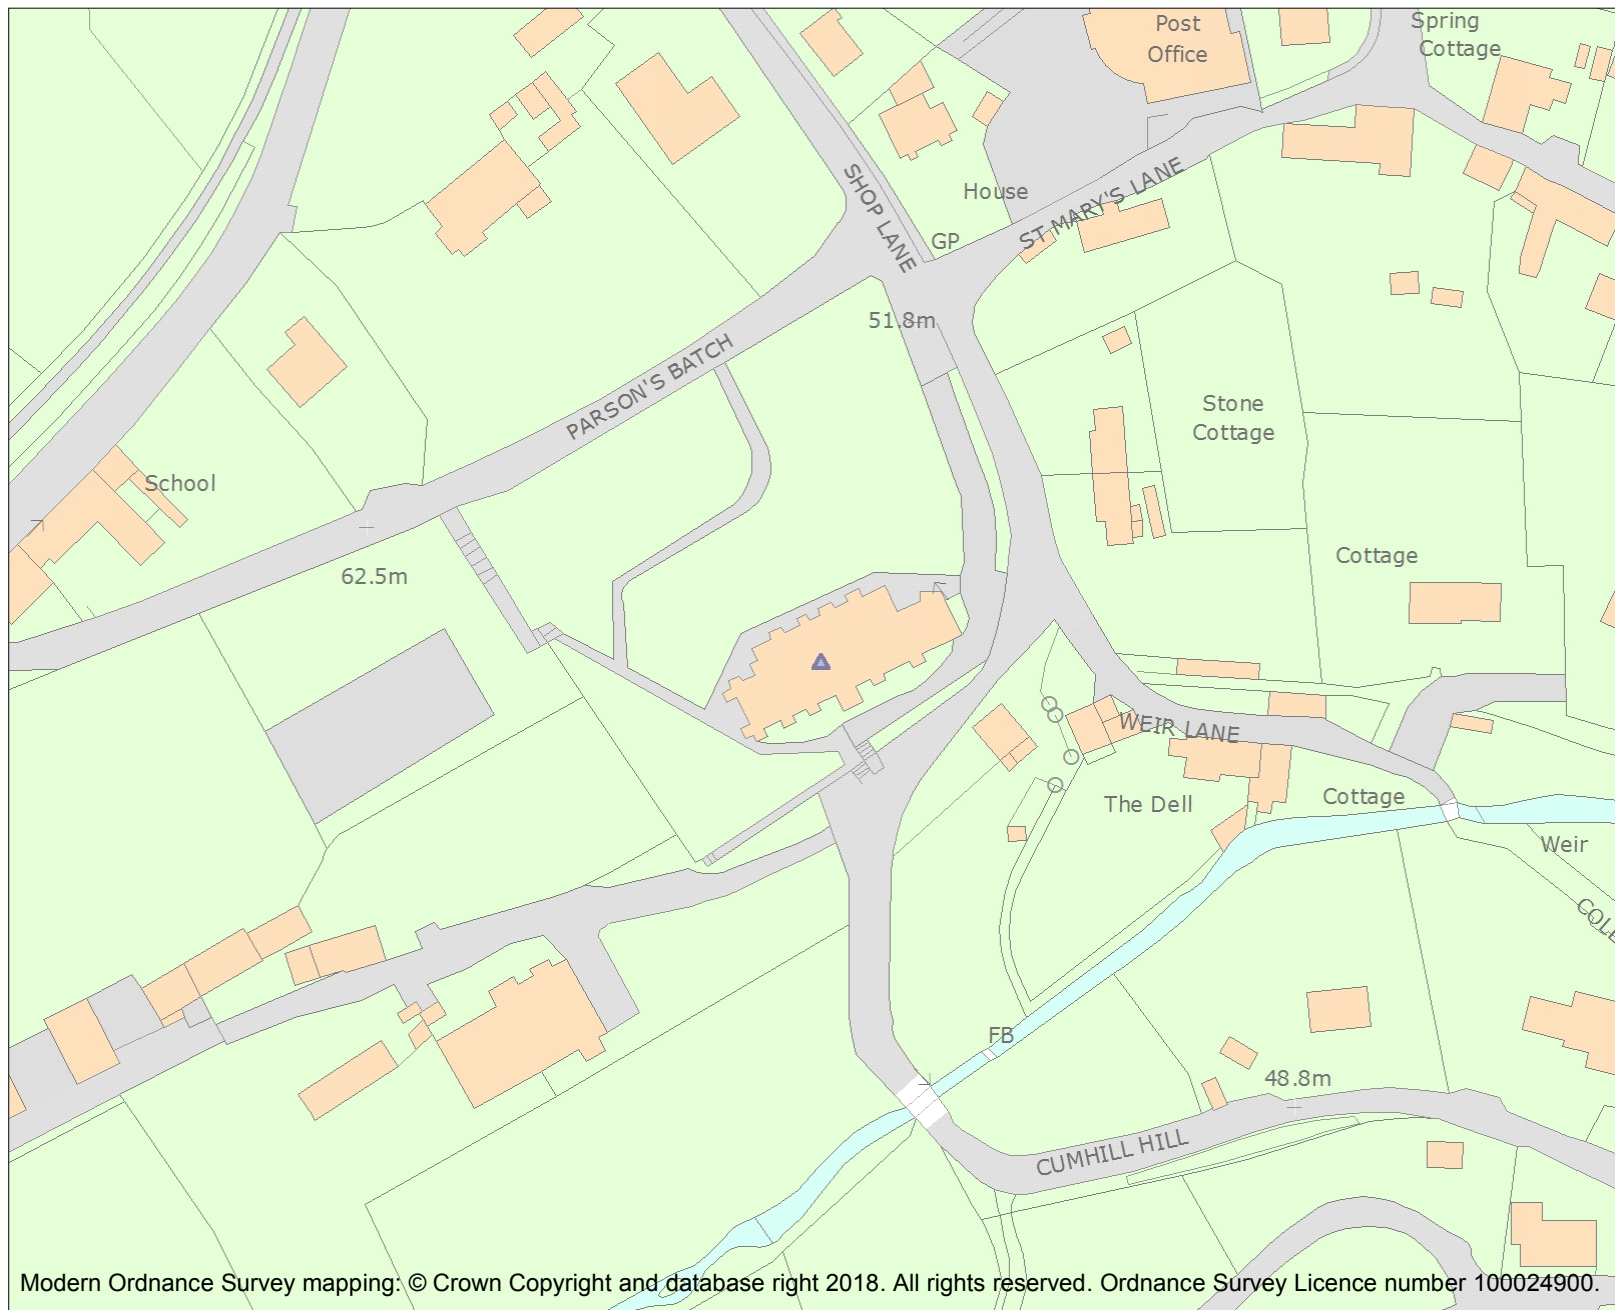 Post
Office
Spring
Cottage
SHOP LANE
House
ST MARY'S LANE
GP
51.8m
PARSON'S BATCH
Stone
Cottage
School
62.5m
Cottage
WEIR LANE
The Dell
Cottage
Weir
COLE
FB
48.8m
CUMHILL HILL
Modern Ordnance Survey mapping: © Crown Copyright and database right 2018. All rights reserved. Ordnance Survey Licence number 100024900.